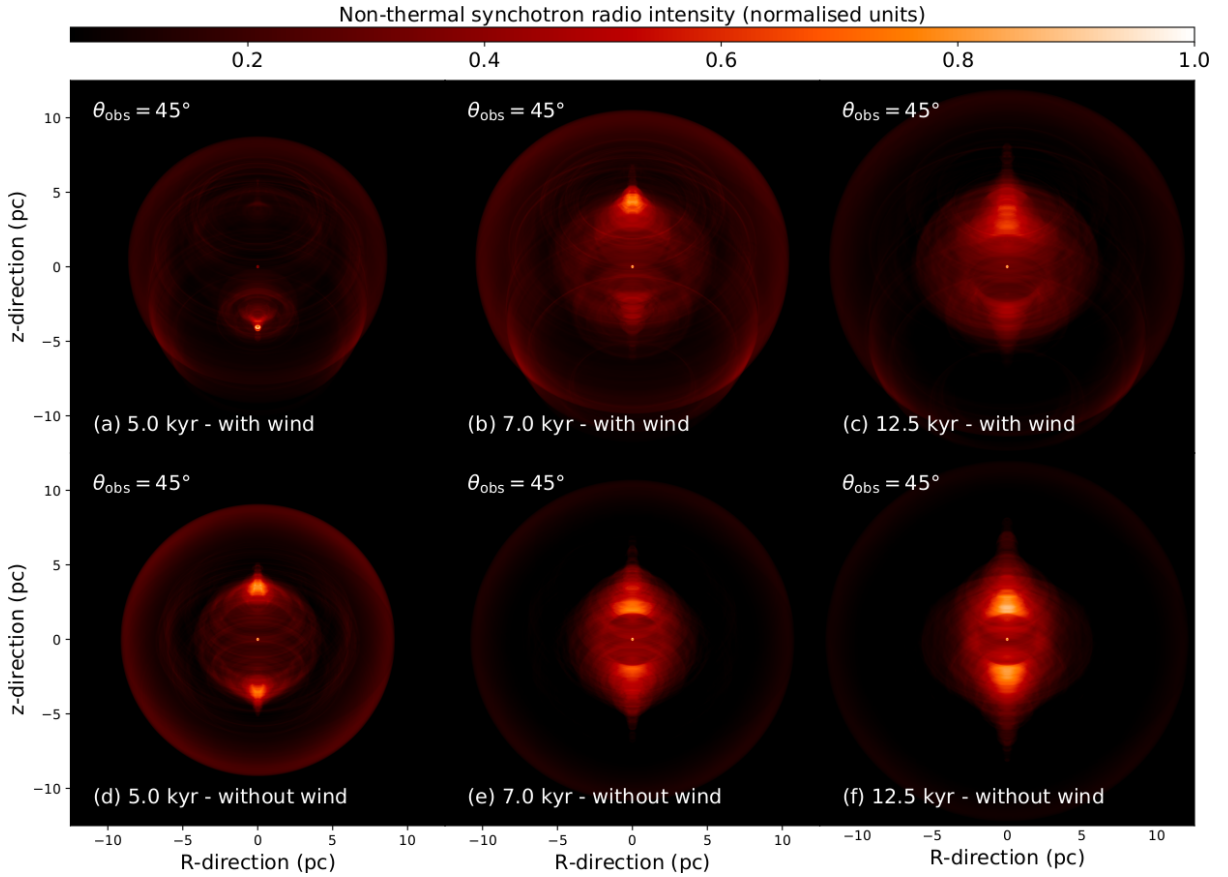 Non-thermal synchotron radio intensity (normalised units)
0.2 0.4 0.6 0.8 1.0
θobs = 45° θobs = 45° θobs = 45°
10
5
0
−5
−10
z-direction (pc)
(a) 5.0 kyr - with wind (b) 7.0 kyr - with wind (c) 12.5 kyr - with wind
θobs = 45° θobs = 45° θobs = 45°
10
5
0
−5
−10
z-direction (pc)
(d) 5.0 kyr - without wind (e) 7.0 kyr - without wind (f) 12.5 kyr - without wind
−10 −5 0 5 10 −10 −5 0 5 10 −10 −5 0 5 10
R-direction (pc) R-direction (pc) R-direction (pc)